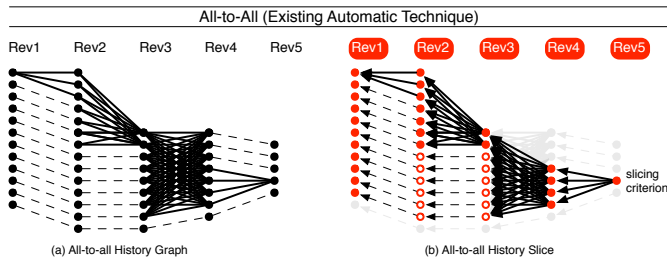 All-to-All (Existing Automatic Technique)
Rev1 Rev2 Rev3 Rev4 Rev5 Rev1 Rev2 Rev3 Rev4 Rev5
slicing
criterion
(a) All-to-all History Graph (b) All-to-all History Slice